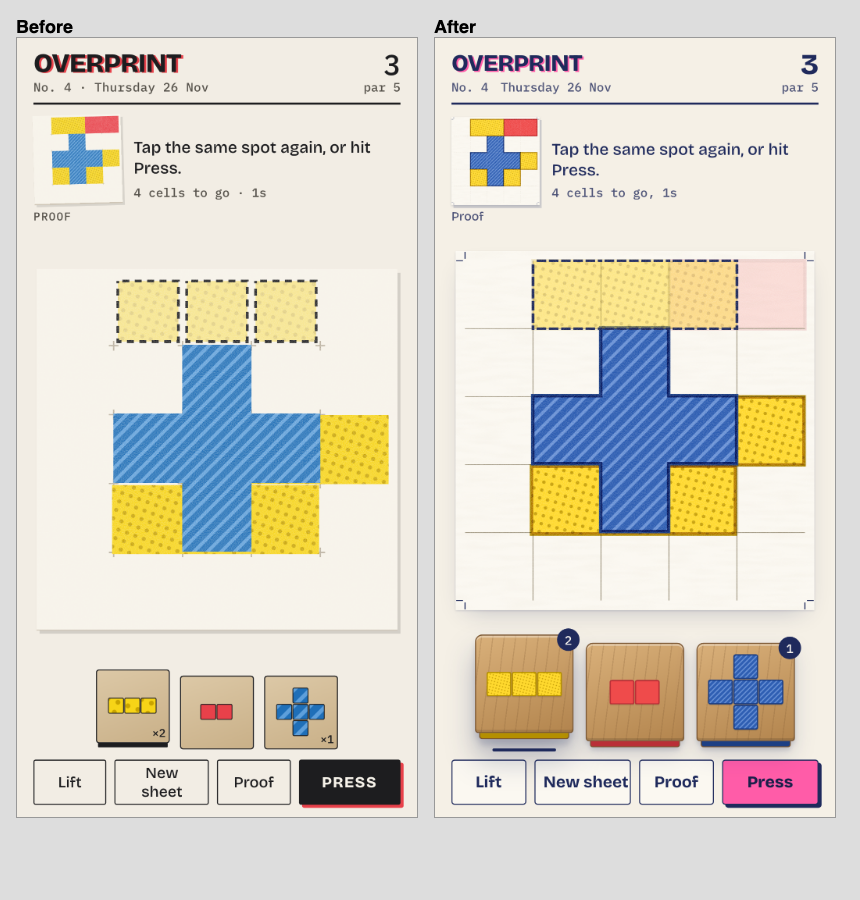 Before
OVERPRINT
3
No. 4 · Thursday 26 Nov
par 5
Tap the same spot again, or hit
Press.
4 cells to go · 1s
PROOF
×2
×1
Lift
New
sheet
Proof
PRESS
After
OVERPRINT
3
No. 4 Thursday 26 Nov
par 5
Tap the same spot again, or hit
Press.
4 cells to go, 1s
Proof
2
1
Lift
New sheet
Proof
Press